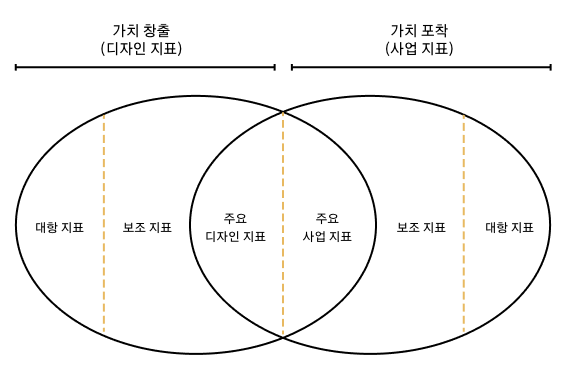 가치 창출
(디자인 지표)
가치 포착
(사업 지표)
대항 지표
보조 지표
주요
디자인 지표
주요
사업 지표
보조 지표
대항 지표